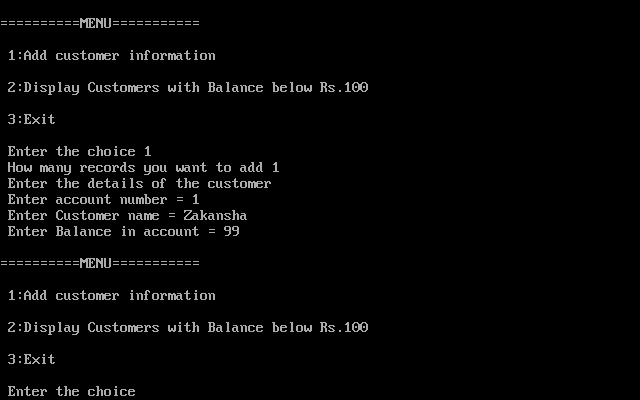 ==========MENU===========
1:Add customer information
2:Display Customers with Balance below Rs.100
3:Exit
Enter the choice 1
How many records you want to add 1
Enter the details of the customer
Enter account number = 1
Enter Customer name = Zakansha
Enter Balance in account = 99
==========MENU===========
1:Add customer information
2:Display Customers with Balance below Rs.100
3:Exit
Enter the choice